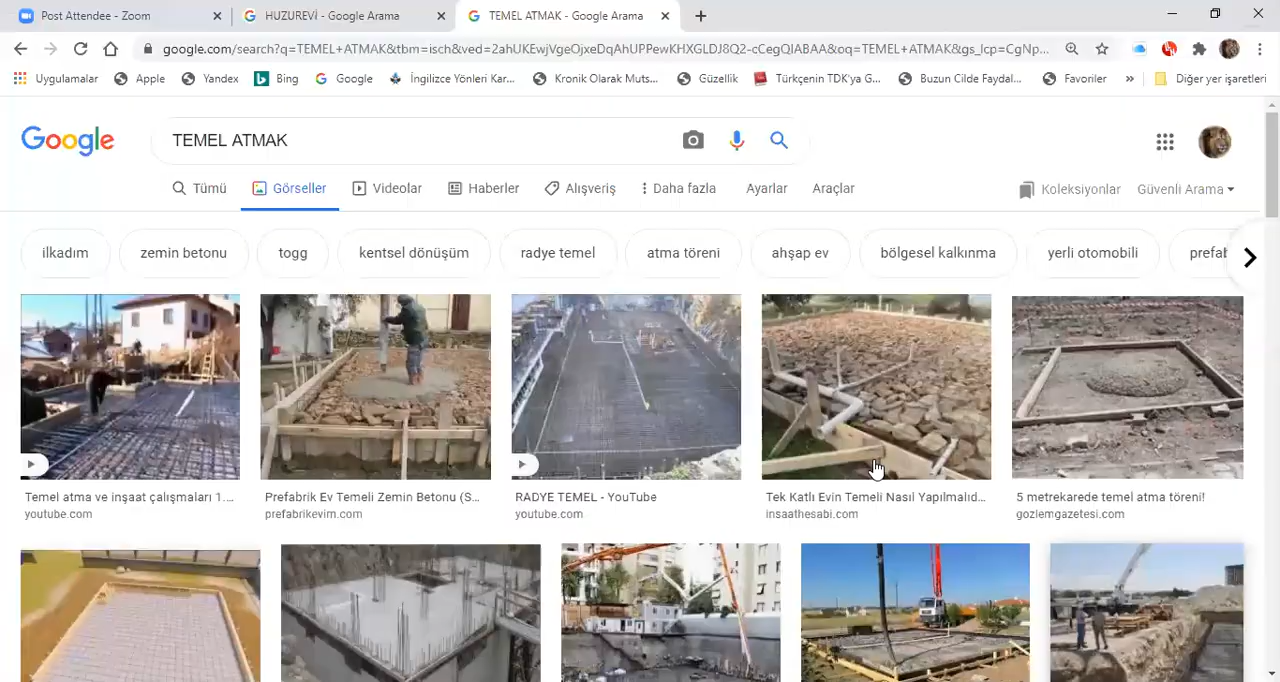 Post Attendee - Zoom
HUZUREVİ - Google Arama
TEMEL ATMAK - Google Arama
google.com/search?q=TEMEL+ATMAK&tbm=isch&ved=2ahUKEwjVgeOjxeDqAhUPPewKHXGLDJ8Q2-cCegQIABAA&oq=TEMEL+ATMAK&gs_lcp=CgNp...
Uygulamalar
Apple
Yandex
Bing
Google
İngilizce Yönleri Kar...
Kronik Olarak Muts...
Güzellik
Türkçenin TDK'ya G...
Buzun Cilde Faydal...
Favoriler
»
Diğer yer işaretleri
Google
TEMEL ATMAK
Tümü
Görseller
Videolar
Haberler
Alışveriş
Daha fazla
Ayarlar
Araçlar
Koleksiyonlar
Güvenli Arama
ilkadım
zemin betonu
togg
kentsel dönüşüm
radye temel
atma töreni
ahşap ev
bölgesel kalkınma
yerli otomobili
prefab
Temel atma ve inşaat çalışmaları 1....
youtube.com
Prefabrik Ev Temeli Zemin Betonu (S...
prefabrikevim.com
RADYE TEMEL - YouTube
youtube.com
Tek Katlı Evin Temeli Nasıl Yapılmalıd...
insaathesabi.com
5 metrekarede temel atma töreni!
gozlemgazetesi.com